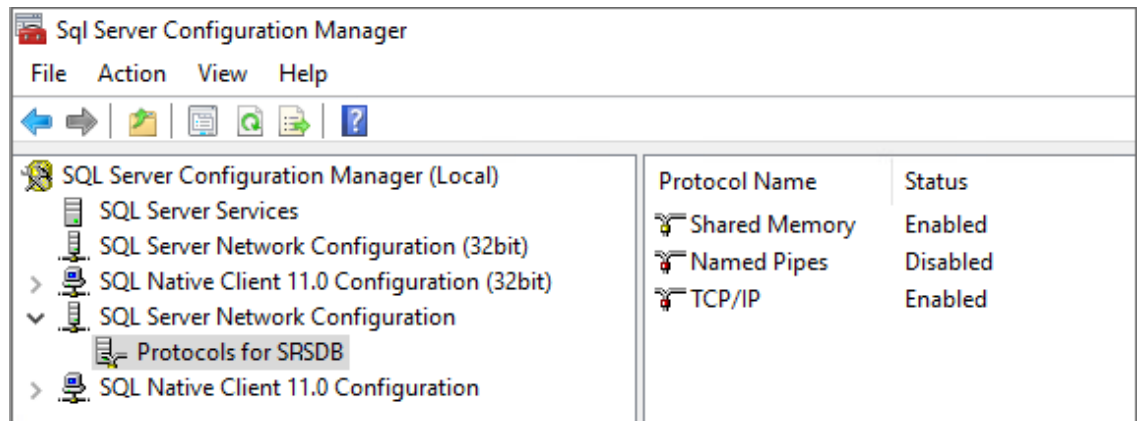 Sql Server Configuration Manager
File Action View Help
SQL Server Configuration Manager (Local)
SQL Server Services
SQL Server Network Configuration (32bit)
SQL Native Client 11.0 Configuration (32bit)
SQL Server Network Configuration
Protocols for SRSDB
SQL Native Client 11.0 Configuration
Protocol Name Status
Shared Memory Enabled
Named Pipes Disabled
TCP/IP Enabled